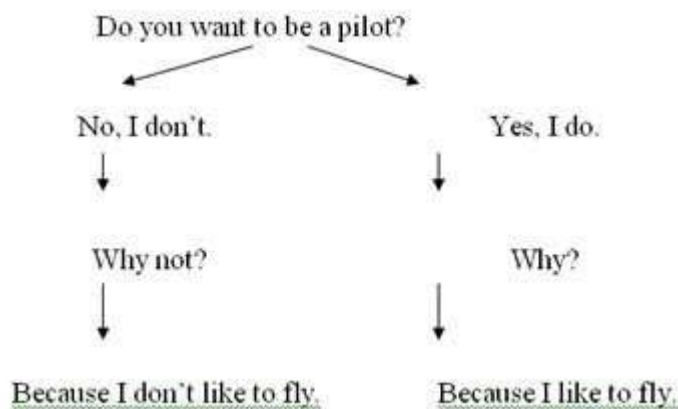 Do you want to be a pilot?
No, I don't.
Yes, I do.
Why not?
Why?
Because I don't like to fly.
Because I like to fly.